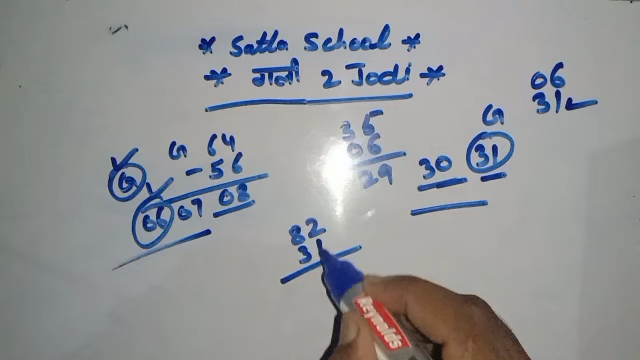 * Satta School *
* गली 2 Jodi *
06
31
G
G 64
- 56
G
06 07 08
35
06
29
30 31
82
31
Reynolds